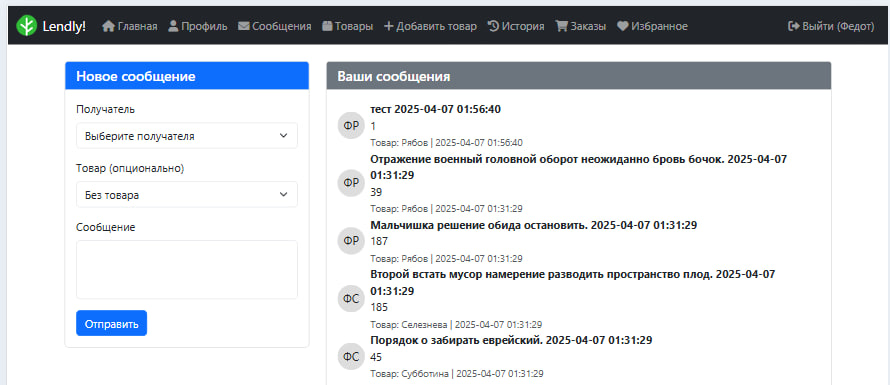 Lendly! Главная Профиль Сообщения Товары Добавить товар История Заказы Избранное Выйти (Федот)
Новое сообщение
Получатель
Выберите получателя
Товар (опционально)
Без товара
Сообщение
Отправить
Ваши сообщения
ФР
тест 2025-04-07 01:56:40
1
Товар: Рябов | 2025-04-07 01:56:40
ФР
Отражение военный головной оборот неожиданно бровь бочок. 2025-04-07
01:31:29
39
Товар: Рябов | 2025-04-07 01:31:29
ФР
Мальчишка решение обида остановить. 2025-04-07 01:31:29
187
Товар: Рябов | 2025-04-07 01:31:29
ФС
Второй встать мусор намерение разводить пространство плод. 2025-04-07
01:31:29
185
Товар: Селезнева | 2025-04-07 01:31:29
ФС
Порядок о забирать еврейский. 2025-04-07 01:31:29
45
Товар: Субботина | 2025-04-07 01:31:29